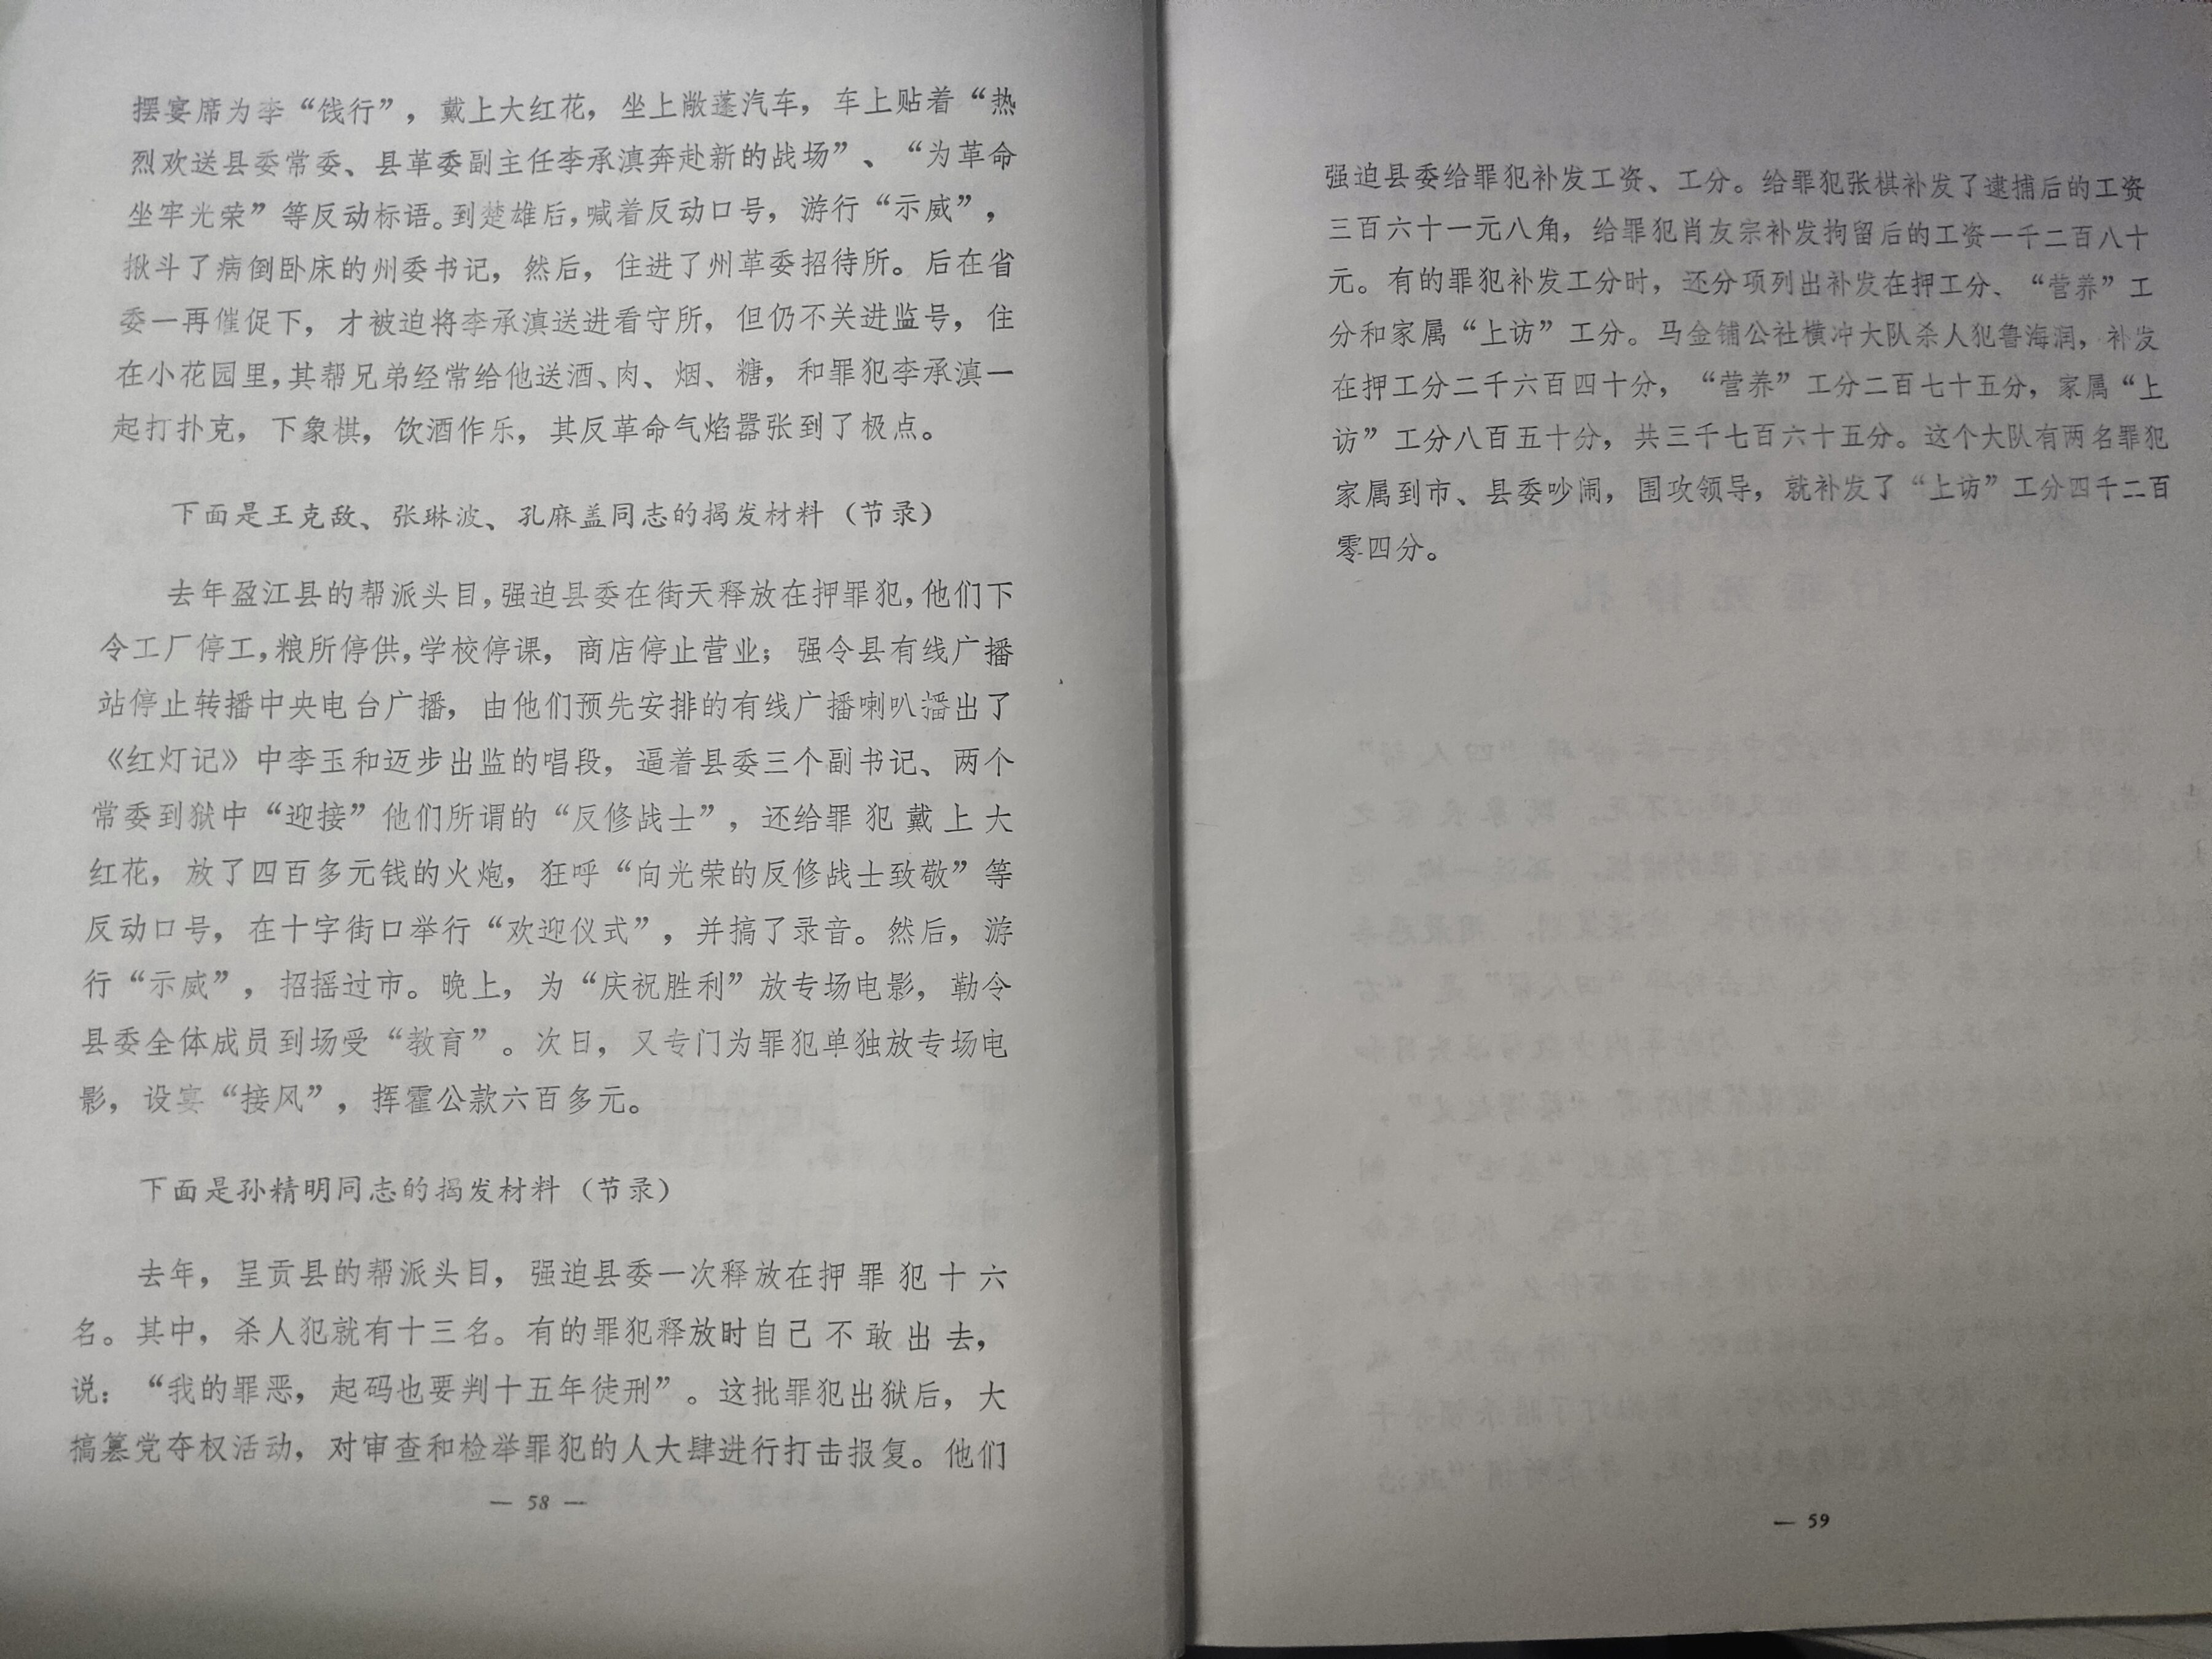 摆宴席为李“饯行”，戴上大红花，坐上敞蓬汽车，车上贴着“热
烈欢送县委常委、县革委副主任李承滇奔赴新的战场”、“为革命
坐牢光荣”等反动标语。到楚雄后，喊着反动口号，游行“示威”，
揪斗了病倒卧床的州委书记，然后，住进了州革委招待所。后在省
委一再催促下，才被迫将李承滇送进看守所，但仍不关进监号，住
在小花园里，其帮兄弟经常给他送酒、肉、烟、糖，和罪犯李承滇一
起打扑克，下象棋，饮酒作乐，其反革命气焰嚣张到了极点。
下面是王克敌、张琳波、孔麻盖同志的揭发材料（节录）
去年盈江县的帮派头目，强迫县委在街天释放在押罪犯，他们下
令工厂停工，粮所停供，学校停课，商店停止营业；强令县有线广播
站停止转播中央电台广播，由他们预先安排的有线广播喇叭播出了
《红灯记》中李玉和迈步出监的唱段，逼着县委三个副书记、两个
常委到狱中“迎接”他们所谓的“反修战士”，还给罪犯戴上大
红花，放了四百多元钱的火炮，狂呼“向光荣的反修战士致敬”等
反动口号，在十字街口举行“欢迎仪式”，并搞了录音。然后，游
行“示威”，招摇过市。晚上，为“庆祝胜利”放专场电影，勒令
县委全体成员到场受“教育”。次日，又专门为罪犯单独放专场电
影，设宴“接风”，挥霍公款六百多元。
下面是孙精明同志的揭发材料（节录）
去年，呈贡县的帮派头目，强迫县委一次释放在押罪犯十六
名。其中，杀人犯就有十三名。有的罪犯释放时自己不敢出去，
说：“我的罪恶，起码也要判十五年徒刑”。这批罪犯出狱后，大
搞篡党夺权活动，对审查和检举罪犯的人大肆进行打击报复。他们
— 58 —
强迫县委给罪犯补发工资、工分。给罪犯张棋补发了逮捕后的工资
三百六十一元八角，给罪犯肖友宗补发拘留后的工资一千二百八十
元。有的罪犯补发工分时，还分项列出补发在押工分、“营养”工
分和家属“上访”工分。马金铺公社横冲大队杀人犯鲁海润，补发
在押工分二千六百四十分，“营养”工分二百七十五分，家属“上
访”工分八百五十分，共三千七百六十五分。这个大队有两名罪犯
家属到市、县委吵闹，围攻领导，就补发了“上访”工分四千二百
零四分。
— 59